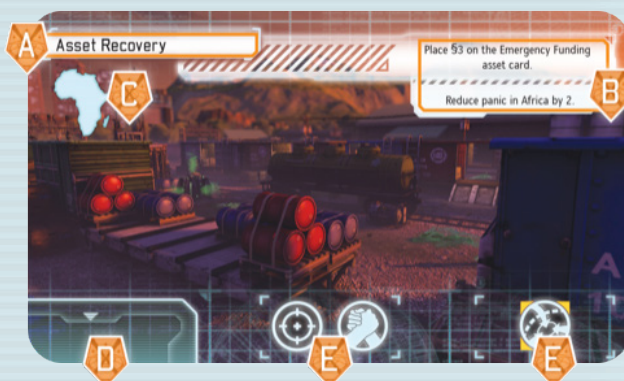 A
Asset Recovery
Place §3 on the Emergency Funding
asset card.
B
Reduce panic in Africa by 2.
C
A
D
E
E